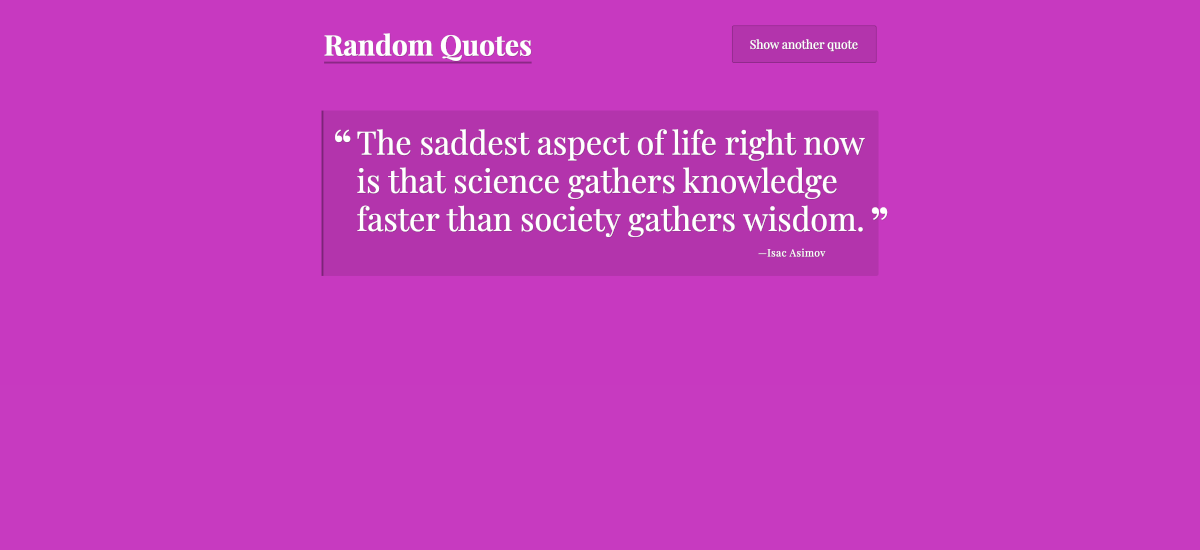 Random Quotes
Show another quote
“ The saddest aspect of life right now
is that science gathers knowledge
faster than society gathers wisdom. ”
—Isac Asimov